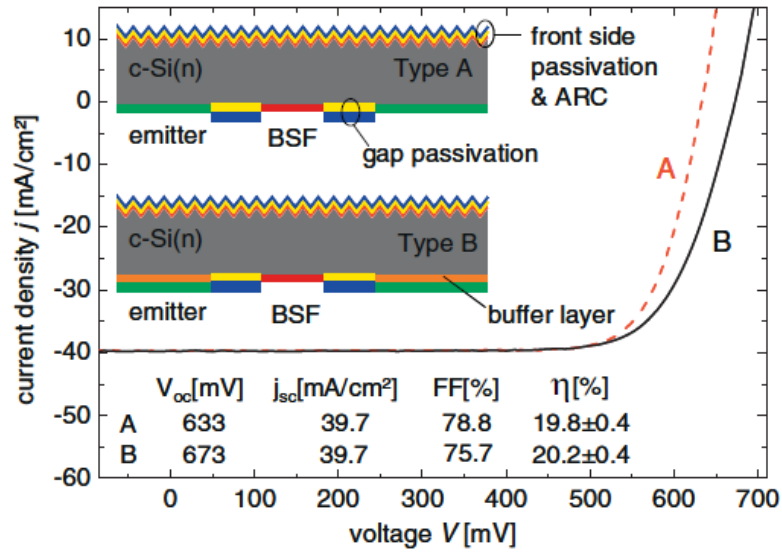 10
0
-10
-20
-30
-40
-50
-60
current density j [mA/cm²]
c-Si(n)
Type A
front side
passivation
& ARC
emitter
BSF
gap passivation
A
c-Si(n)
Type B
B
emitter
BSF
buffer layer
Voc[mV] jsc[mA/cm²] FF[%] η[%]
A 633 39.7 78.8 19.8±0.4
B 673 39.7 75.7 20.2±0.4
0 100 200 300 400 500 600 700
voltage V [mV]